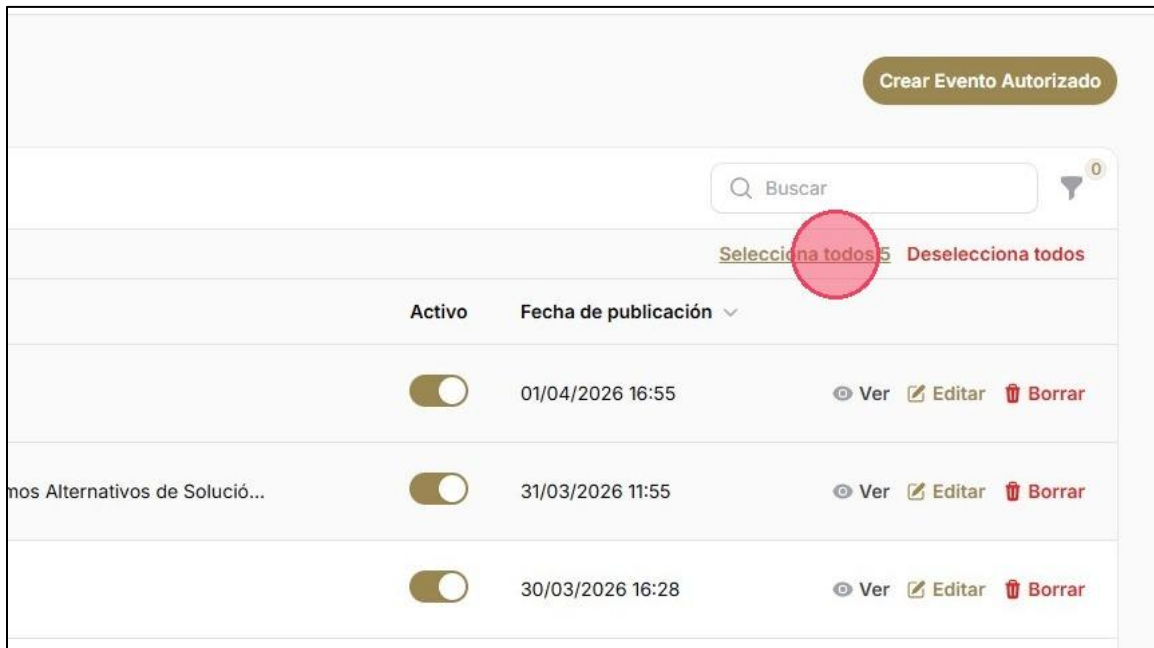 Crear Evento Autorizado
Buscar
0
Selecciona todos 5 Deselecciona todos
Activo Fecha de publicación
01/04/2026 16:55 Ver Editar Borrar
mos Alternativos de Solució... 31/03/2026 11:55 Ver Editar Borrar
30/03/2026 16:28 Ver Editar Borrar